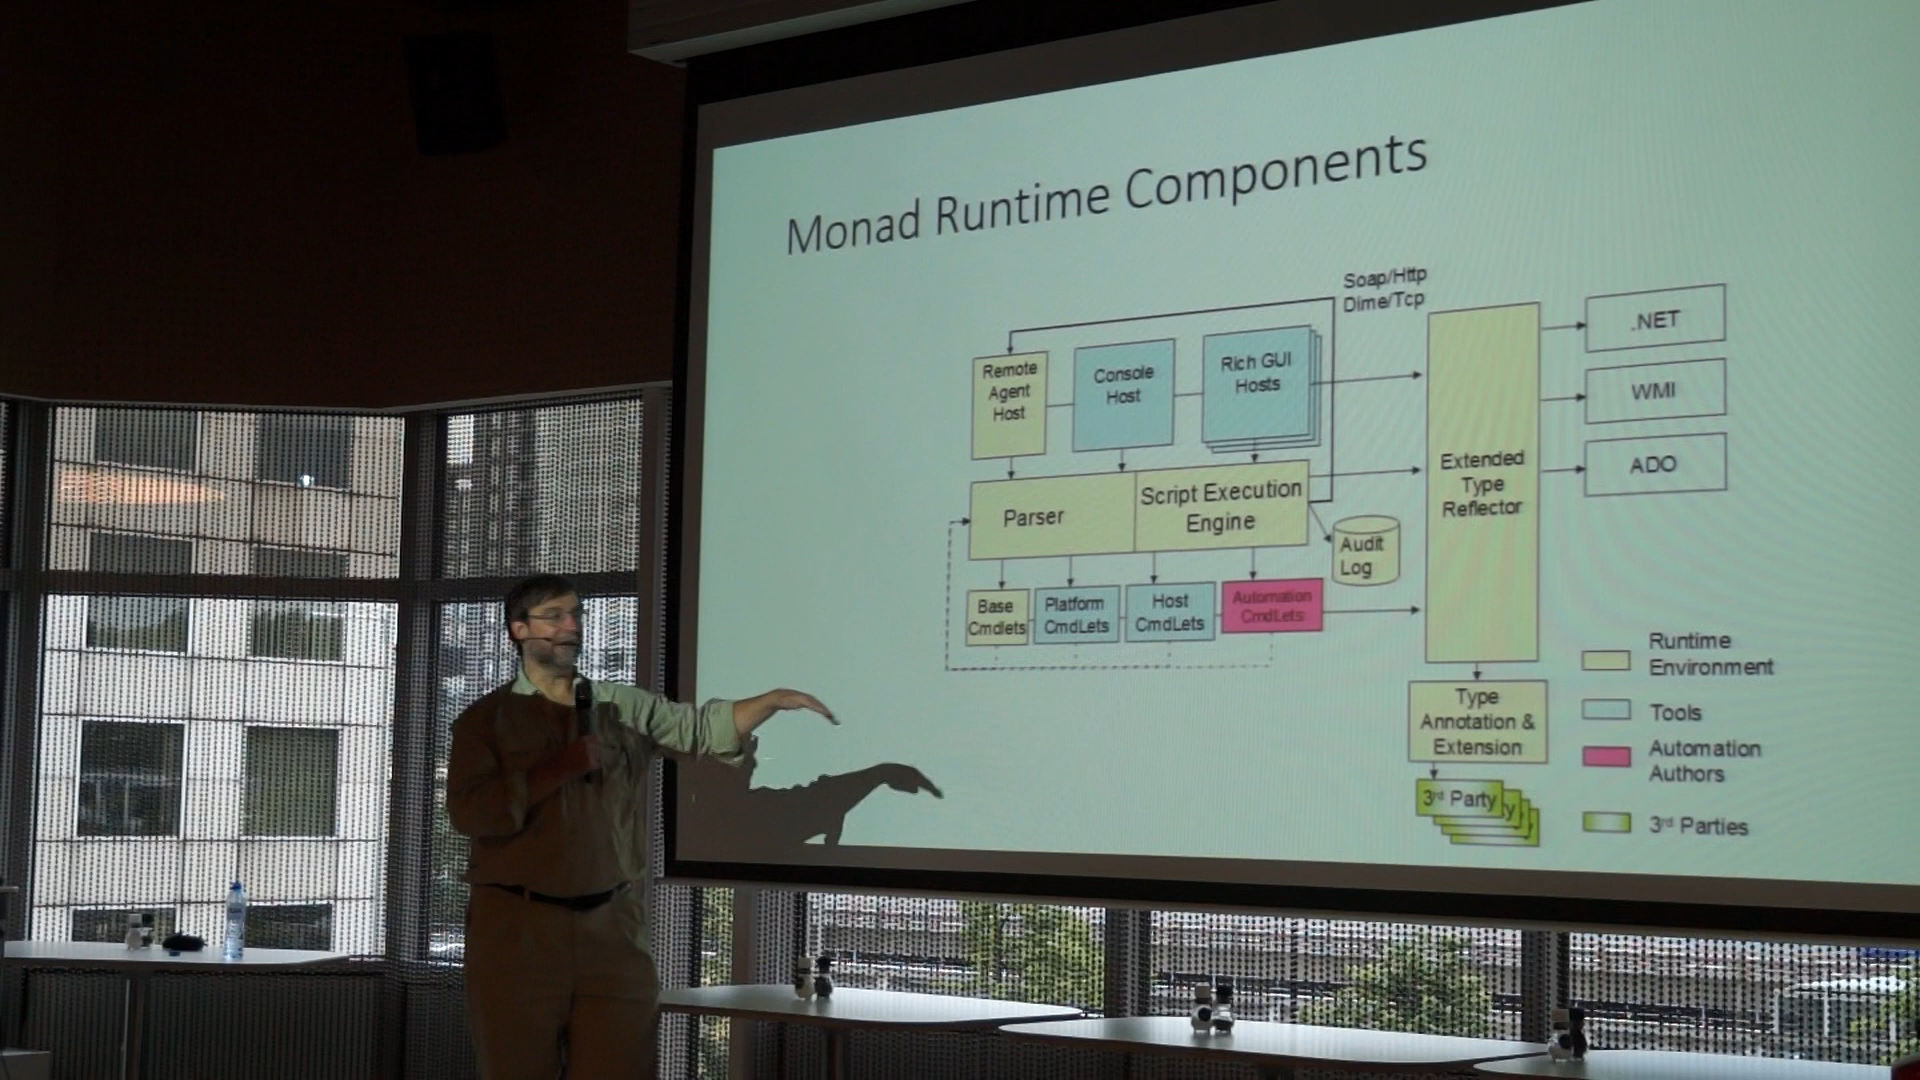 Monad Runtime Components
Soap/Http
Dime/Tcp
Remote
Agent
Host
Console
Host
Rich GUI
Hosts
.NET
WMI
ADO
Extended
Type
Reflector
Parser
Script Execution
Engine
Audit
Log
Base
Cmdlets
Platform
CmdLets
Host
CmdLets
Automation
CmdLets
Type
Annotation &
Extension
3rd Party
y
Runtime
Environment
Tools
Automation
Authors
3rd Parties